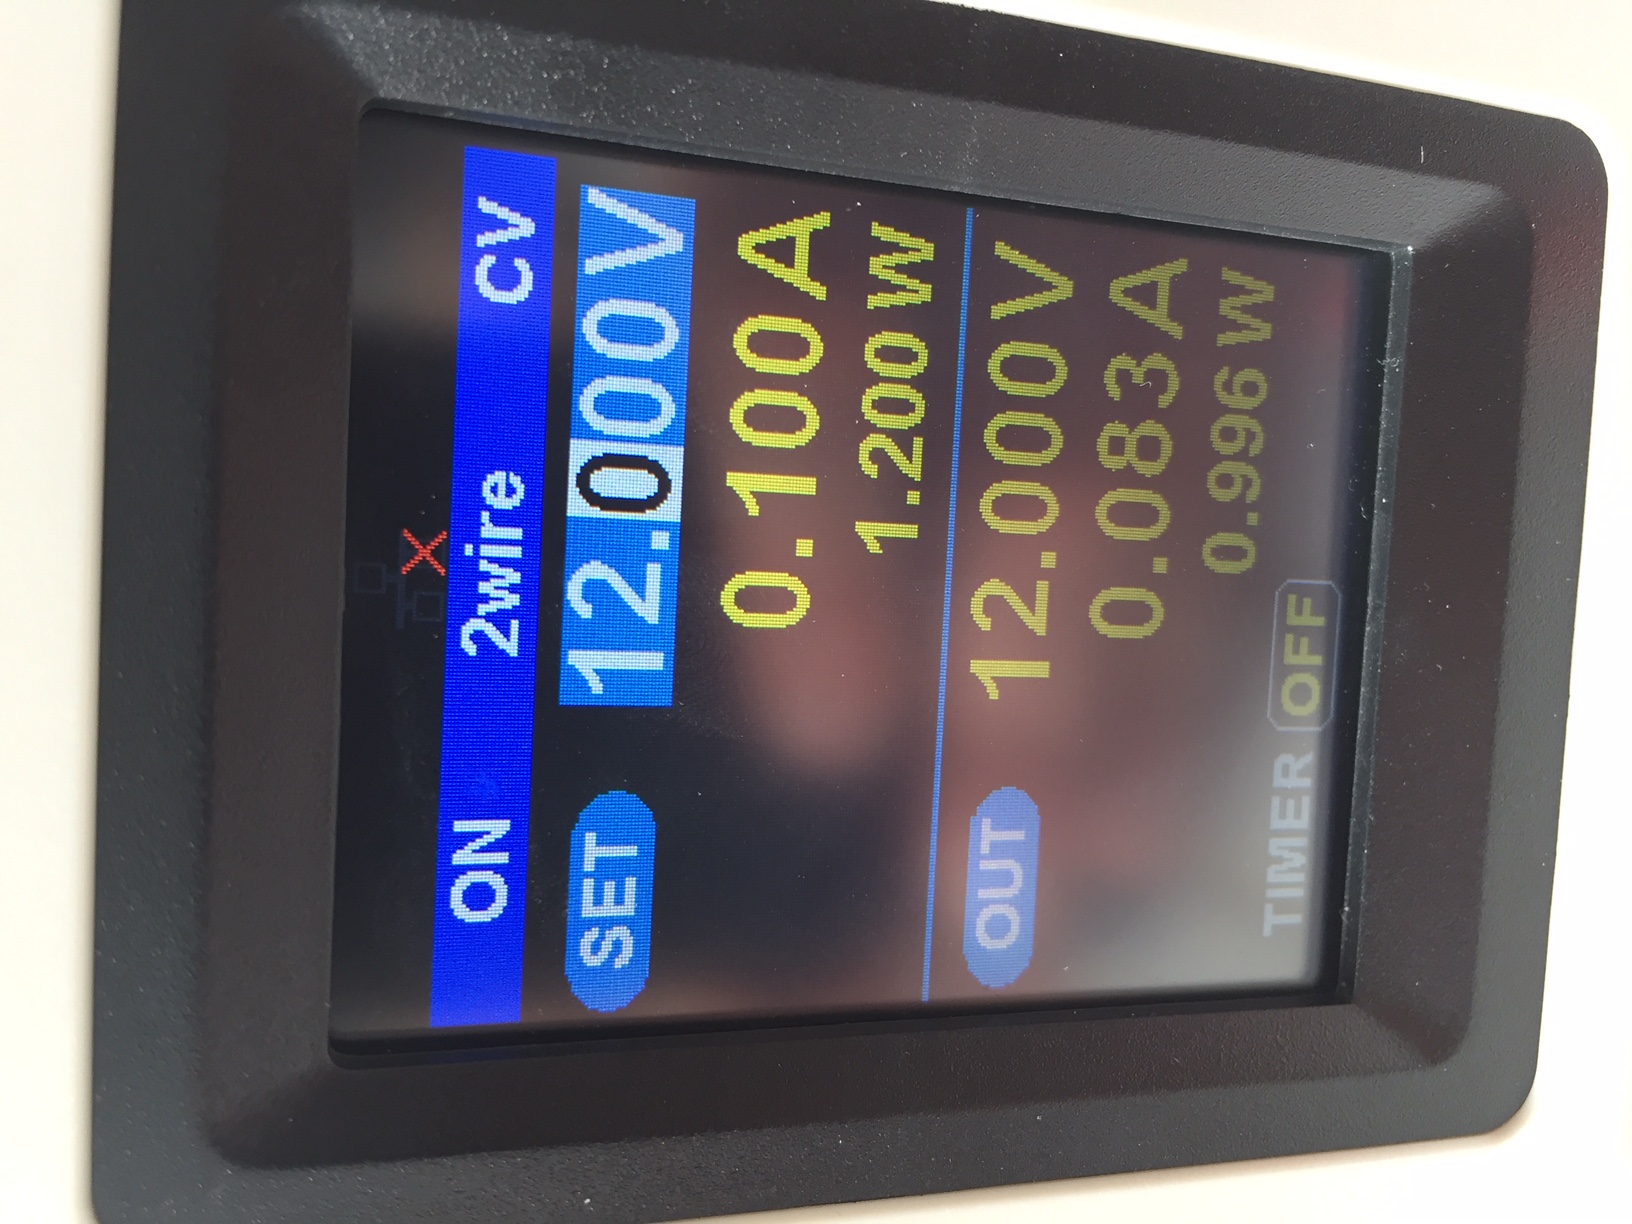 ON 2wire CV
SET 12.000V
0.100A
1.200W
OUT 12.000V
0.083A
0.996W
TIMER OFF